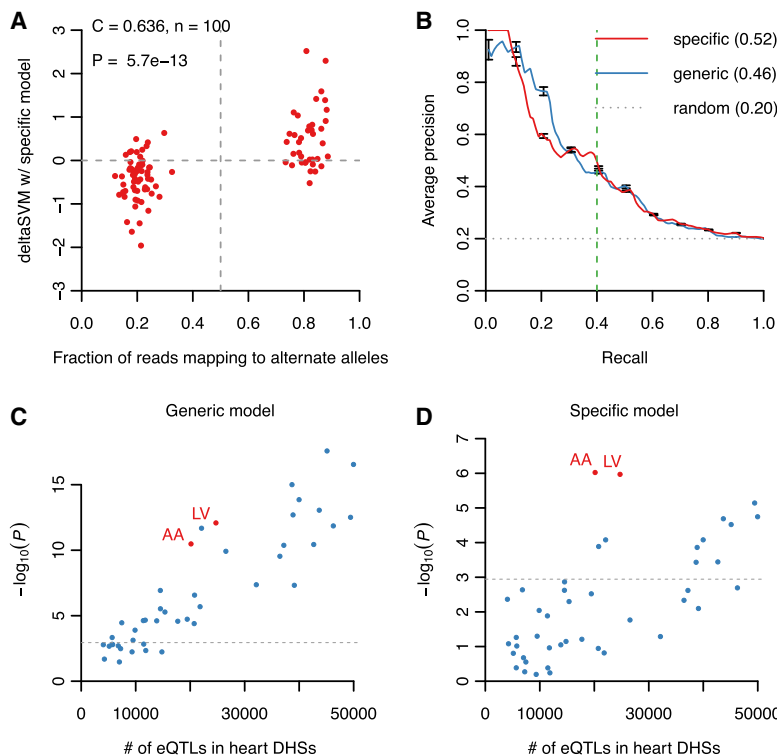 A
C = 0.636, n = 100
P = 5.7e−13
deltaSVM w/ specific model
3
2
1
0
−1
−2
−3
0.0 0.2 0.4 0.6 0.8 1.0
Fraction of reads mapping to alternate alleles
B
specific (0.52)
generic (0.46)
random (0.20)
Average precision
1.0
0.8
0.6
0.4
0.2
0.0
0.0 0.2 0.4 0.6 0.8 1.0
Recall
C
Generic model
−log10(P)
15
10
5
0
LV
AA
0 10000 30000 50000
# of eQTLs in heart DHSs
D
Specific model
−log10(P)
7
6
5
4
3
2
1
0
AA LV
0 10000 30000 50000
# of eQTLs in heart DHSs